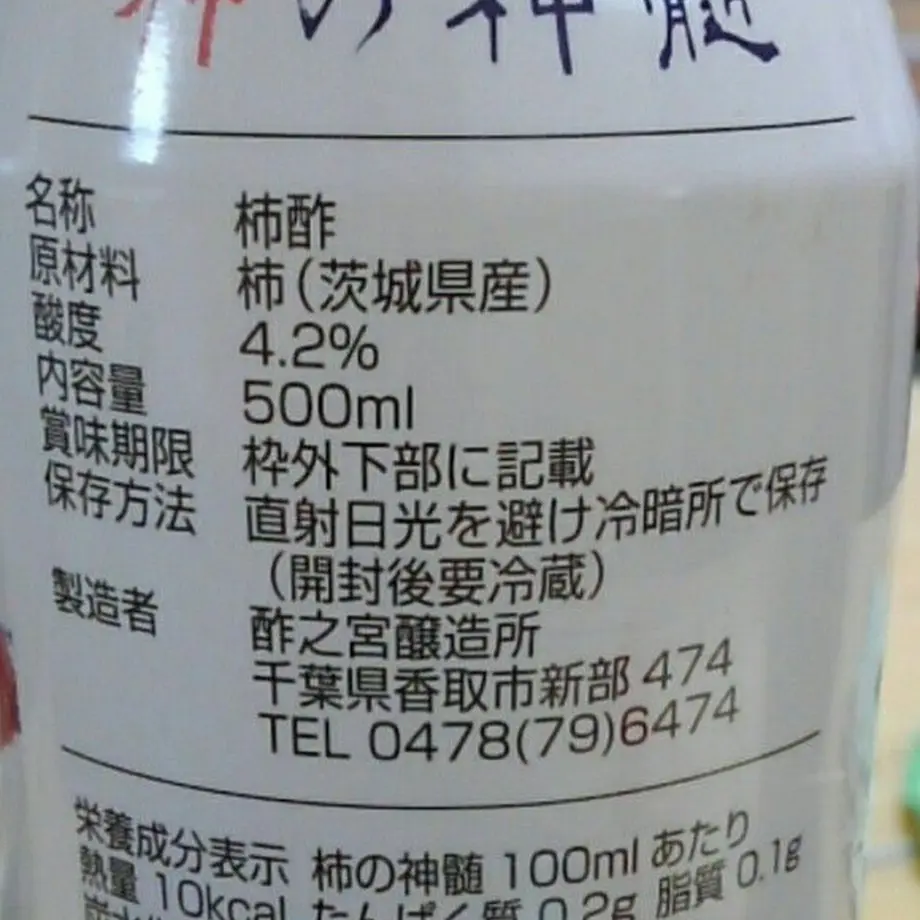 柿の神髄
名称 柿酢
原材料 柿(茨城県産)
酸度 4.2%
内容量 500ml
賞味期限 枠外下部に記載
保存方法 直射日光を避け冷暗所で保存
(開封後要冷蔵)
製造者 酢之宮醸造所
千葉県香取市新部 474
TEL 0478(79)6474
栄養成分表示 柿の神髄 100ml あたり
熱量 10kcal たんぱく質 0.2g 脂質 0.1g